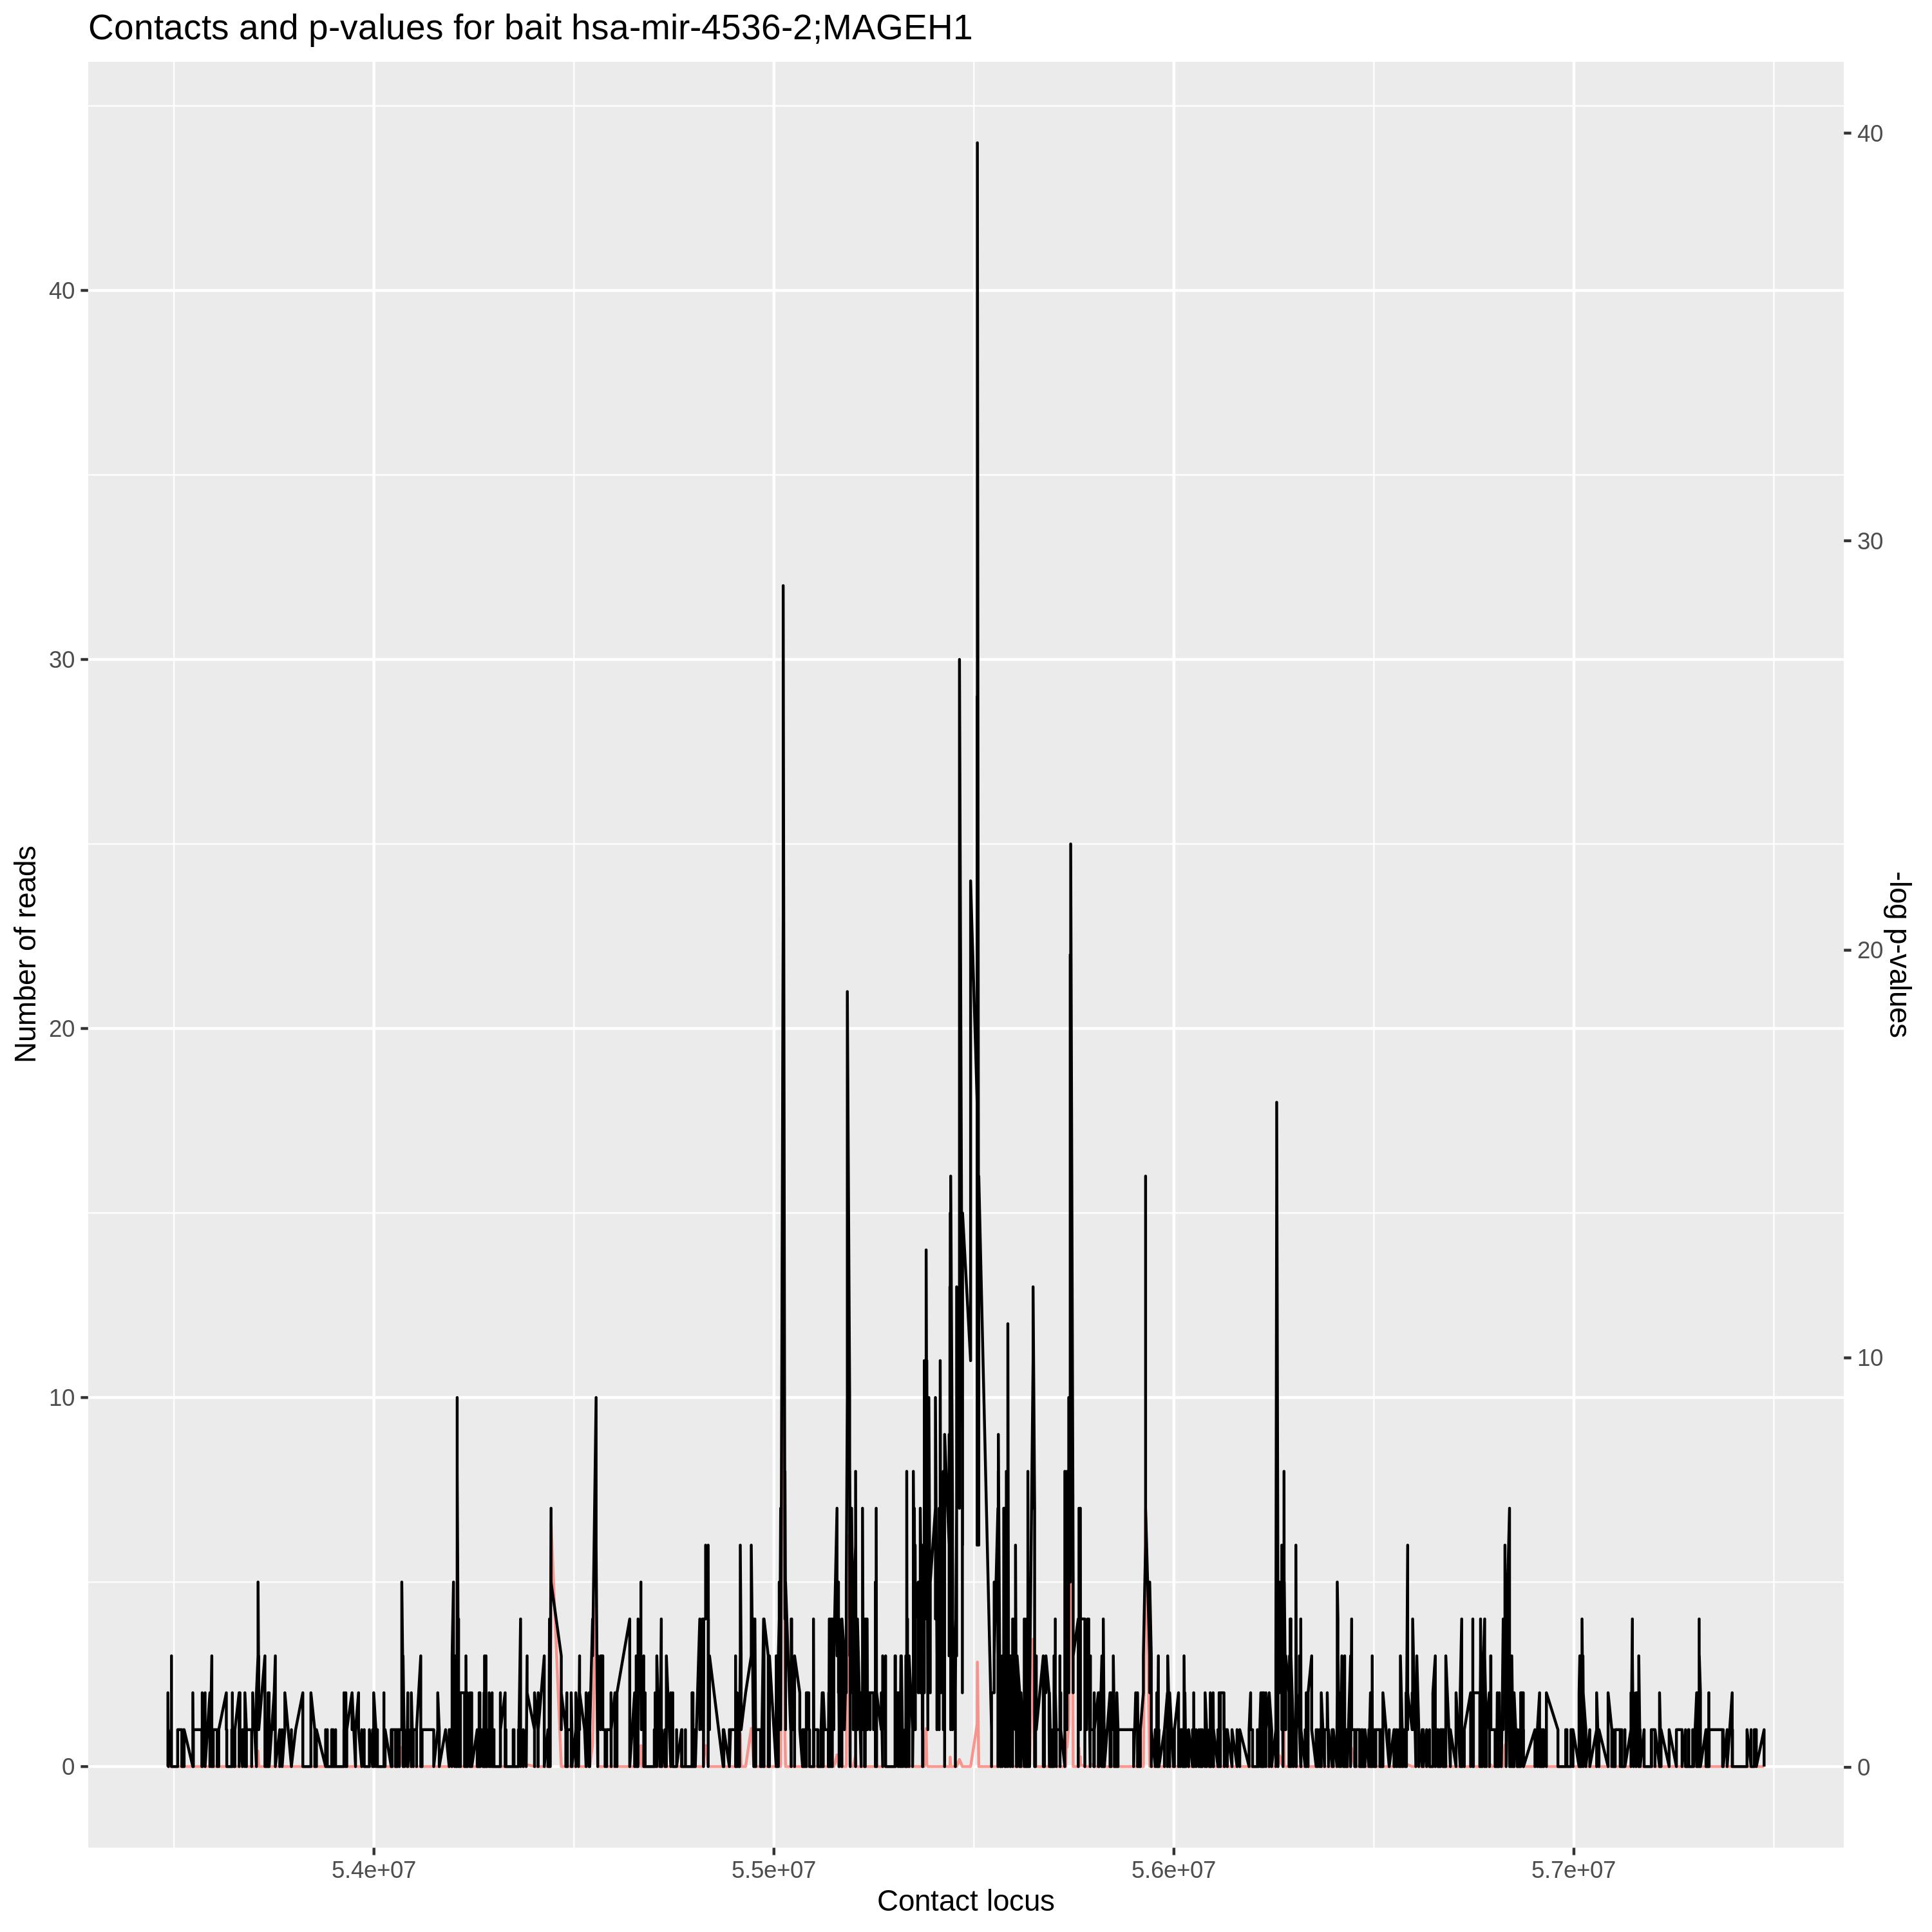 Contacts and p-values for bait hsa-mir-4536-2;MAGEH1
40
30
20
10
0
Number of reads
40
30
20
10
0
-log p-values
5.4e+07
5.5e+07
5.6e+07
5.7e+07
Contact locus